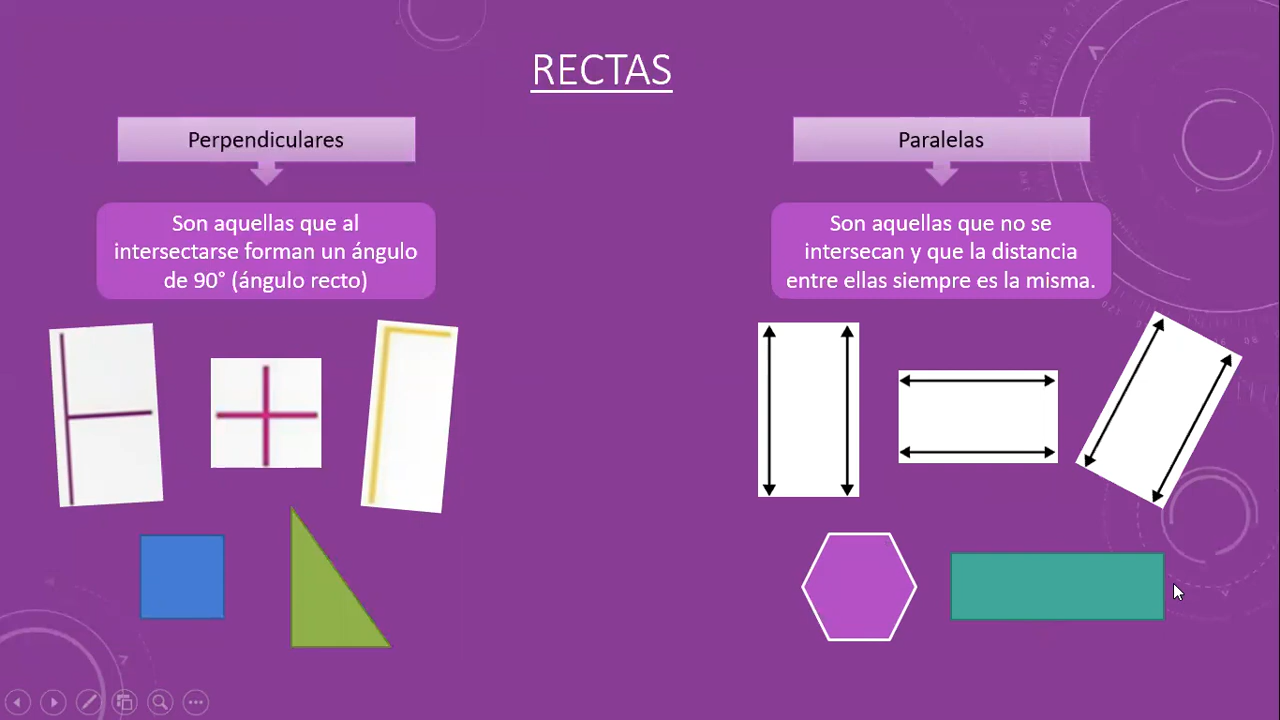 RECTAS
Perpendiculares
Son aquellas que al
intersectarse forman un ángulo
de 90° (ángulo recto)
Paralelas
Son aquellas que no se
intersecan y que la distancia
entre ellas siempre es la misma.